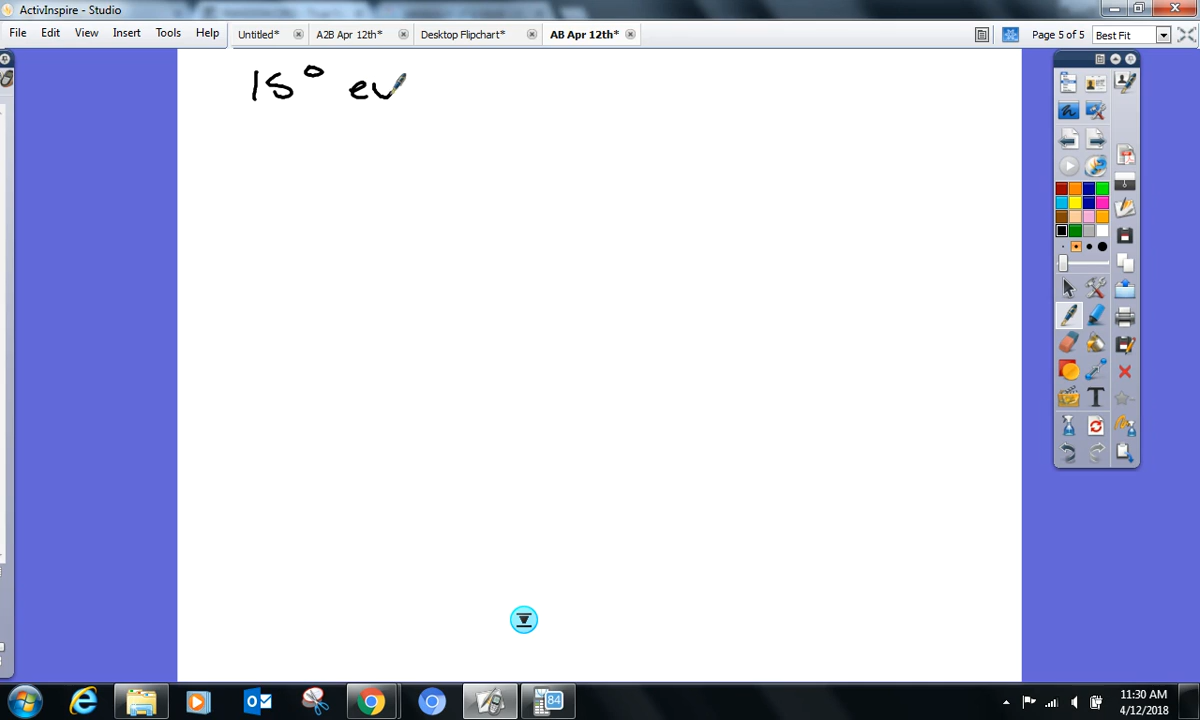 ActivInspire - Studio
File Edit View Insert Tools Help
Untitled* A2B Apr 12th* Desktop Flipchart* AB Apr 12th*
Page 5 of 5 Best Fit
15° ev
T
84
11:30 AM
4/12/2018